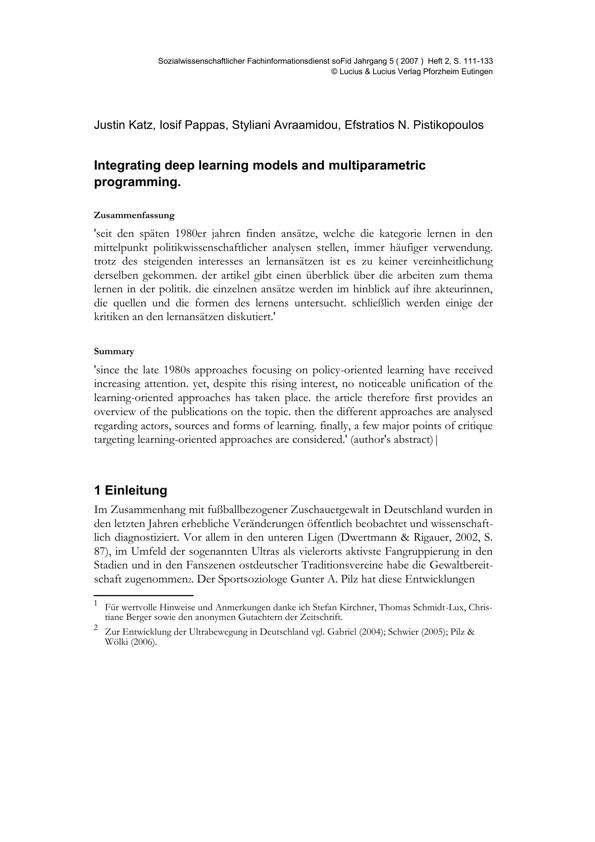 Sozialwissenschaftlicher Fachinformationsdienst soFid Jahrgang 5 ( 2007 )  Heft 2, S. 111-133
© Lucius & Lucius Verlag Pforzheim Eutingen
Justin Katz, Iosif Pappas, Styliani Avraamidou, Efstratios N. Pistikopoulos
Integrating deep learning models and multiparametric
programming.
Zusammenfassung
'seit den späten 1980er jahren finden ansätze, welche die kategorie lernen in den
mittelpunkt politikwissenschaftlicher analysen stellen, immer häufiger verwendung.
trotz des steigenden interesses an lernansätzen ist es zu keiner vereinheitlichung
derselben gekommen. der artikel gibt einen überblick über die arbeiten zum thema
lernen in der politik. die einzelnen ansätze werden im hinblick auf ihre akteurinnen,
die quellen und die formen des lernens untersucht. schließlich werden einige der
kritiken an den lernansätzen diskutiert.'
Summary
'since the late 1980s approaches focusing on policy-oriented learning have received
increasing attention. yet, despite this rising interest, no noticeable unification of the
learning-oriented approaches has taken place. the article therefore first provides an
overview of the publications on the topic. then the different approaches are analysed
regarding actors, sources and forms of learning. finally, a few major points of critique
targeting learning-oriented approaches are considered.' (author's abstract)|
1 Einleitung
Im Zusammenhang mit fußballbezogener Zuschauergewalt in Deutschland wurden in
den letzten Jahren erhebliche Veränderungen öffentlich beobachtet und wissenschaft-
lich diagnostiziert. Vor allem in den unteren Ligen (Dwertmann & Rigauer, 2002, S.
87), im Umfeld der sogenannten Ultras als vielerorts aktivste Fangruppierung in den
Stadien und in den Fanszenen ostdeutscher Traditionsvereine habe die Gewaltbereit-
schaft zugenommen2. Der Sportsoziologe Gunter A. Pilz hat diese Entwicklungen
1 Für wertvolle Hinweise und Anmerkungen danke ich Stefan Kirchner, Thomas Schmidt-Lux, Chris-
tiane Berger sowie den anonymen Gutachtern der Zeitschrift.
2 Zur Entwicklung der Ultrabewegung in Deutschland vgl. Gabriel (2004); Schwier (2005); Pilz &
Wölki (2006).